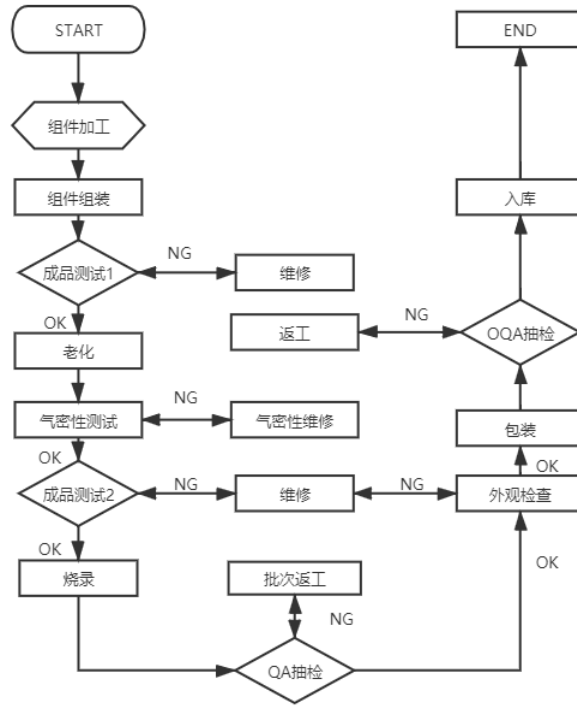 START
END
组件加工
组件组装
入库
成品测试1
NG
维修
OK
返工
NG
OQA抽检
老化
气密性测试
NG
气密性维修
包装
OK
OK
成品测试2
NG
维修
NG
外观检查
OK
OK
烧录
批次返工
NG
QA抽检